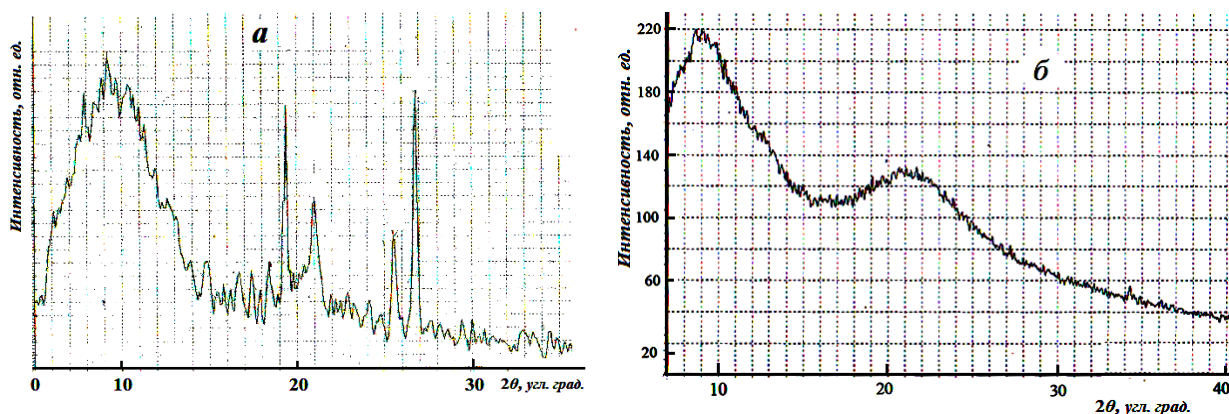 а
Интенсивность, отн. ед.
0
10
20
30
2θ, угл. град.
б
Интенсивность, отн. ед.
220
180
140
100
60
20
10
20
30
40
2θ, угл. град.